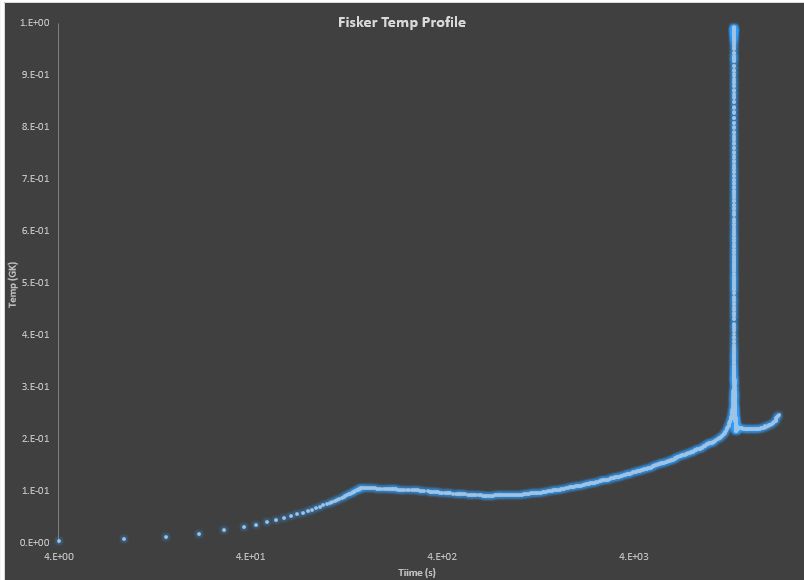 Fisker Temp Profile
1.E+00
9.E-01
8.E-01
7.E-01
6.E-01
5.E-01
4.E-01
3.E-01
2.E-01
1.E-01
0.E+00
Temp (GK)
4.E+00 4.E+01 4.E+02 4.E+03
Tiime (s)